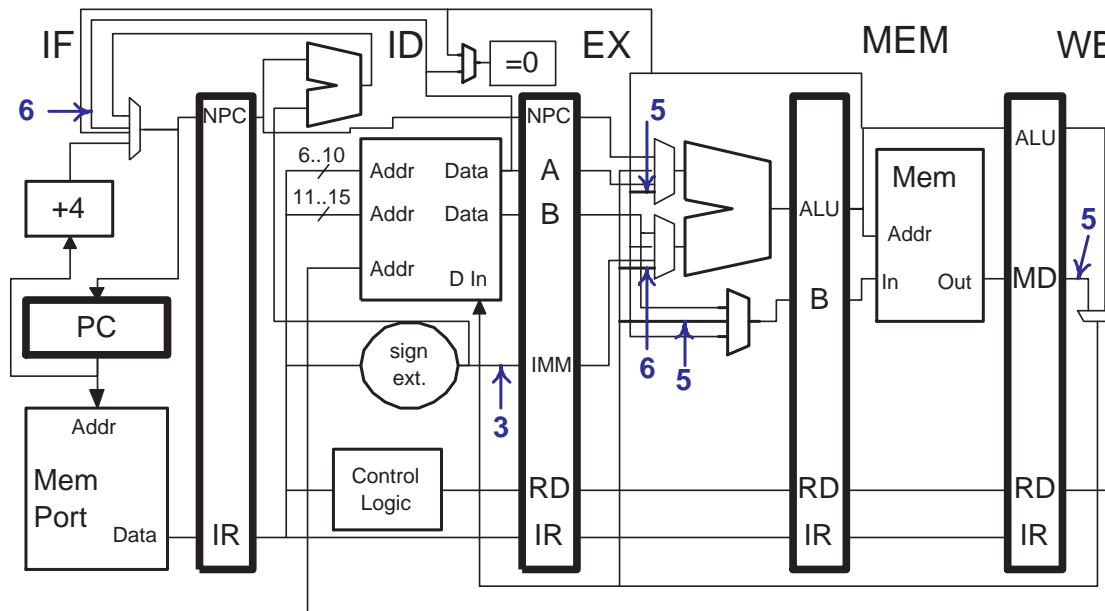 IF
ID
EX
MEM
WB
=0
6
NPC
NPC
5
ALU
+4
6..10
11..15
Addr
Data
A
Addr
Data
B
Addr
D In
ALU
Mem
Addr
In
Out
MD
5
PC
B
sign
ext.
IMM
3
6
5
Addr
Mem
Port
Data
Control
Logic
RD
RD
RD
IR
IR
IR
IR